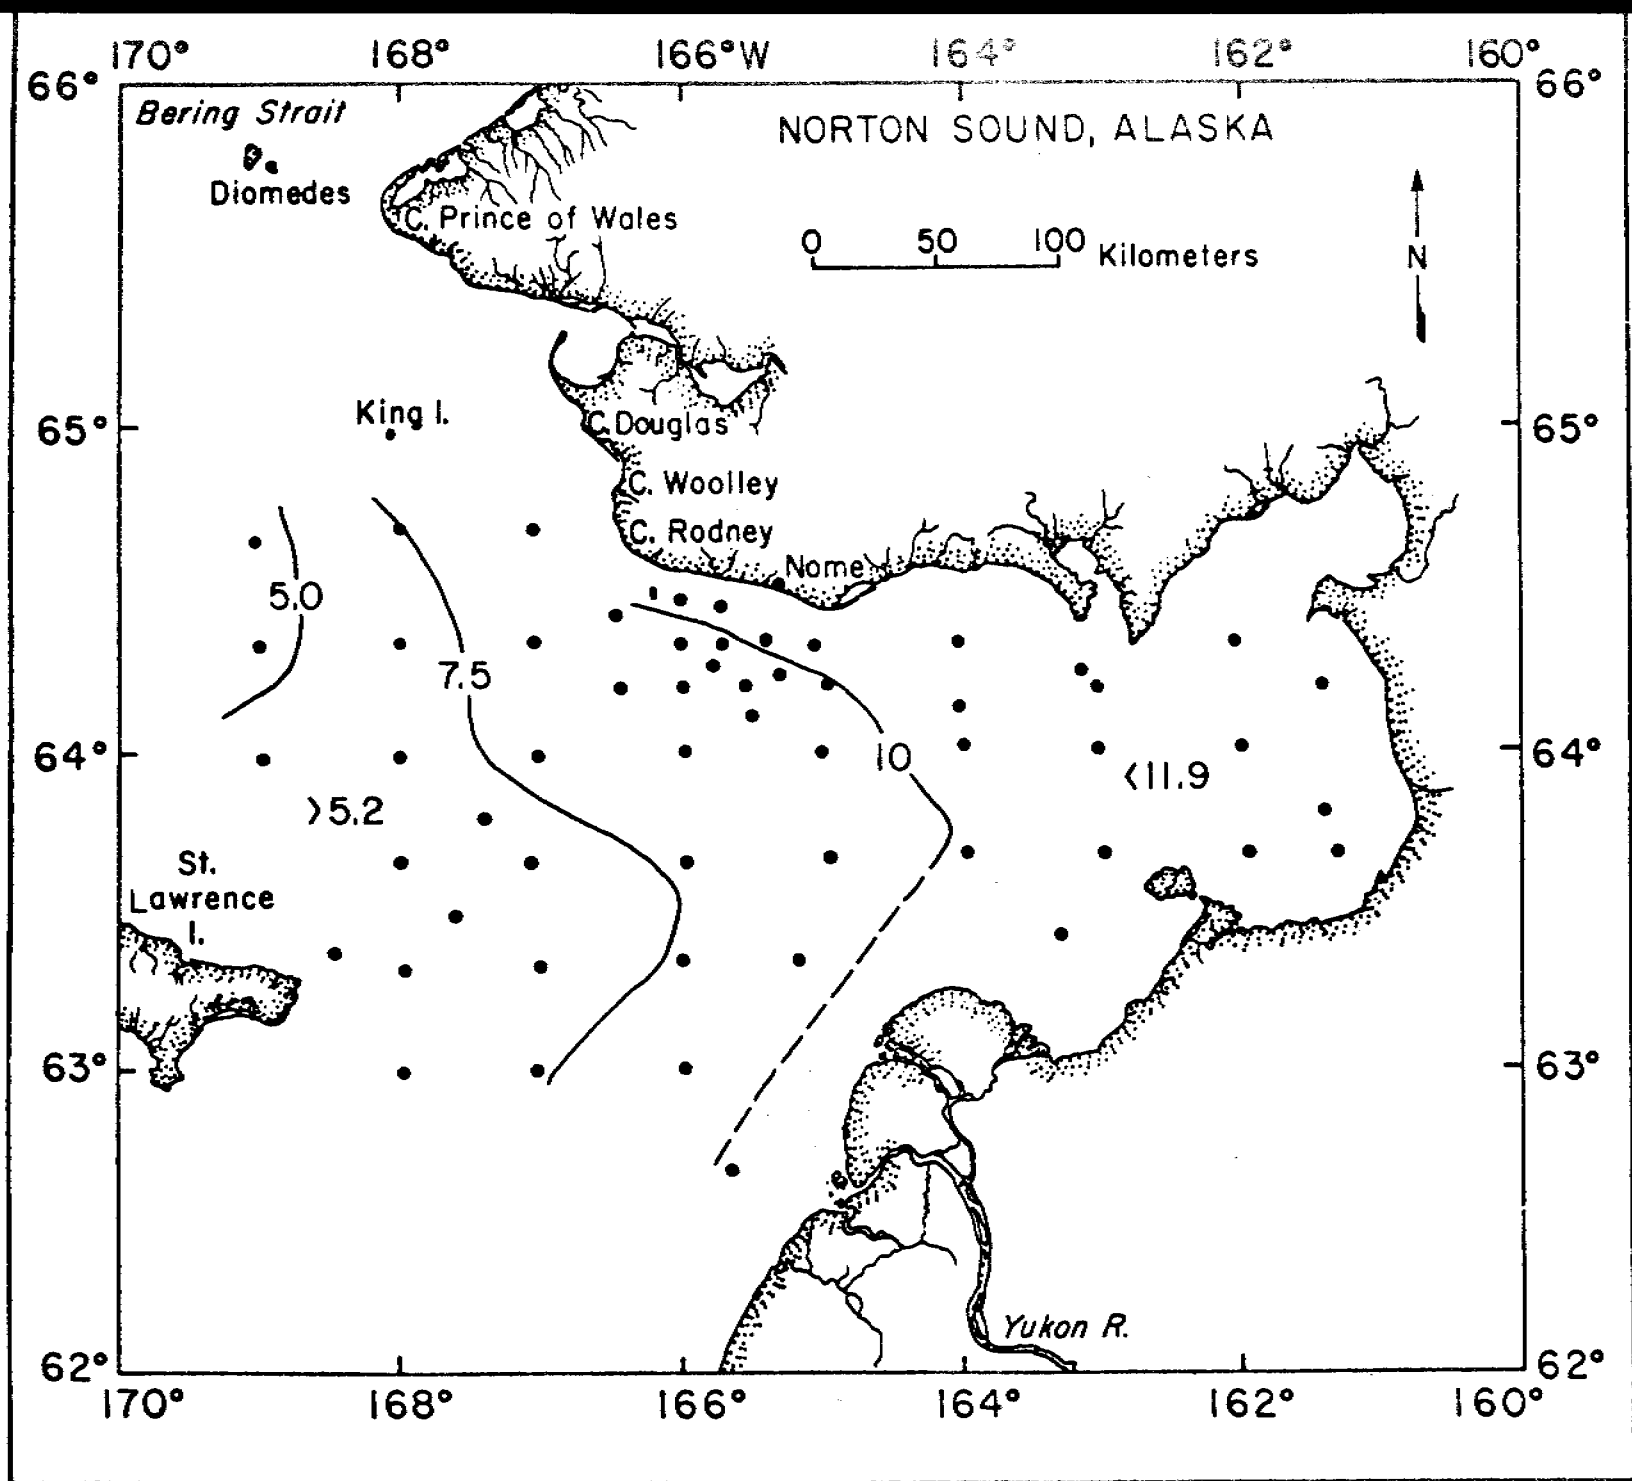 170° 168° 166°W 164° 162° 160°
66° 66°
Bering Strait
NORTON SOUND, ALASKA
Diomedes
C. Prince of Wales
0 50 100 Kilometers
N
King I.
65° 65°
C. Douglas
C. Woolley
C. Rodney
Nome
5.0
7.5
64° 10 64°
<11.9
>5.2
St.
Lawrence
I.
63° 63°
Yukon R.
62° 62°
170° 168° 166° 164° 162° 160°